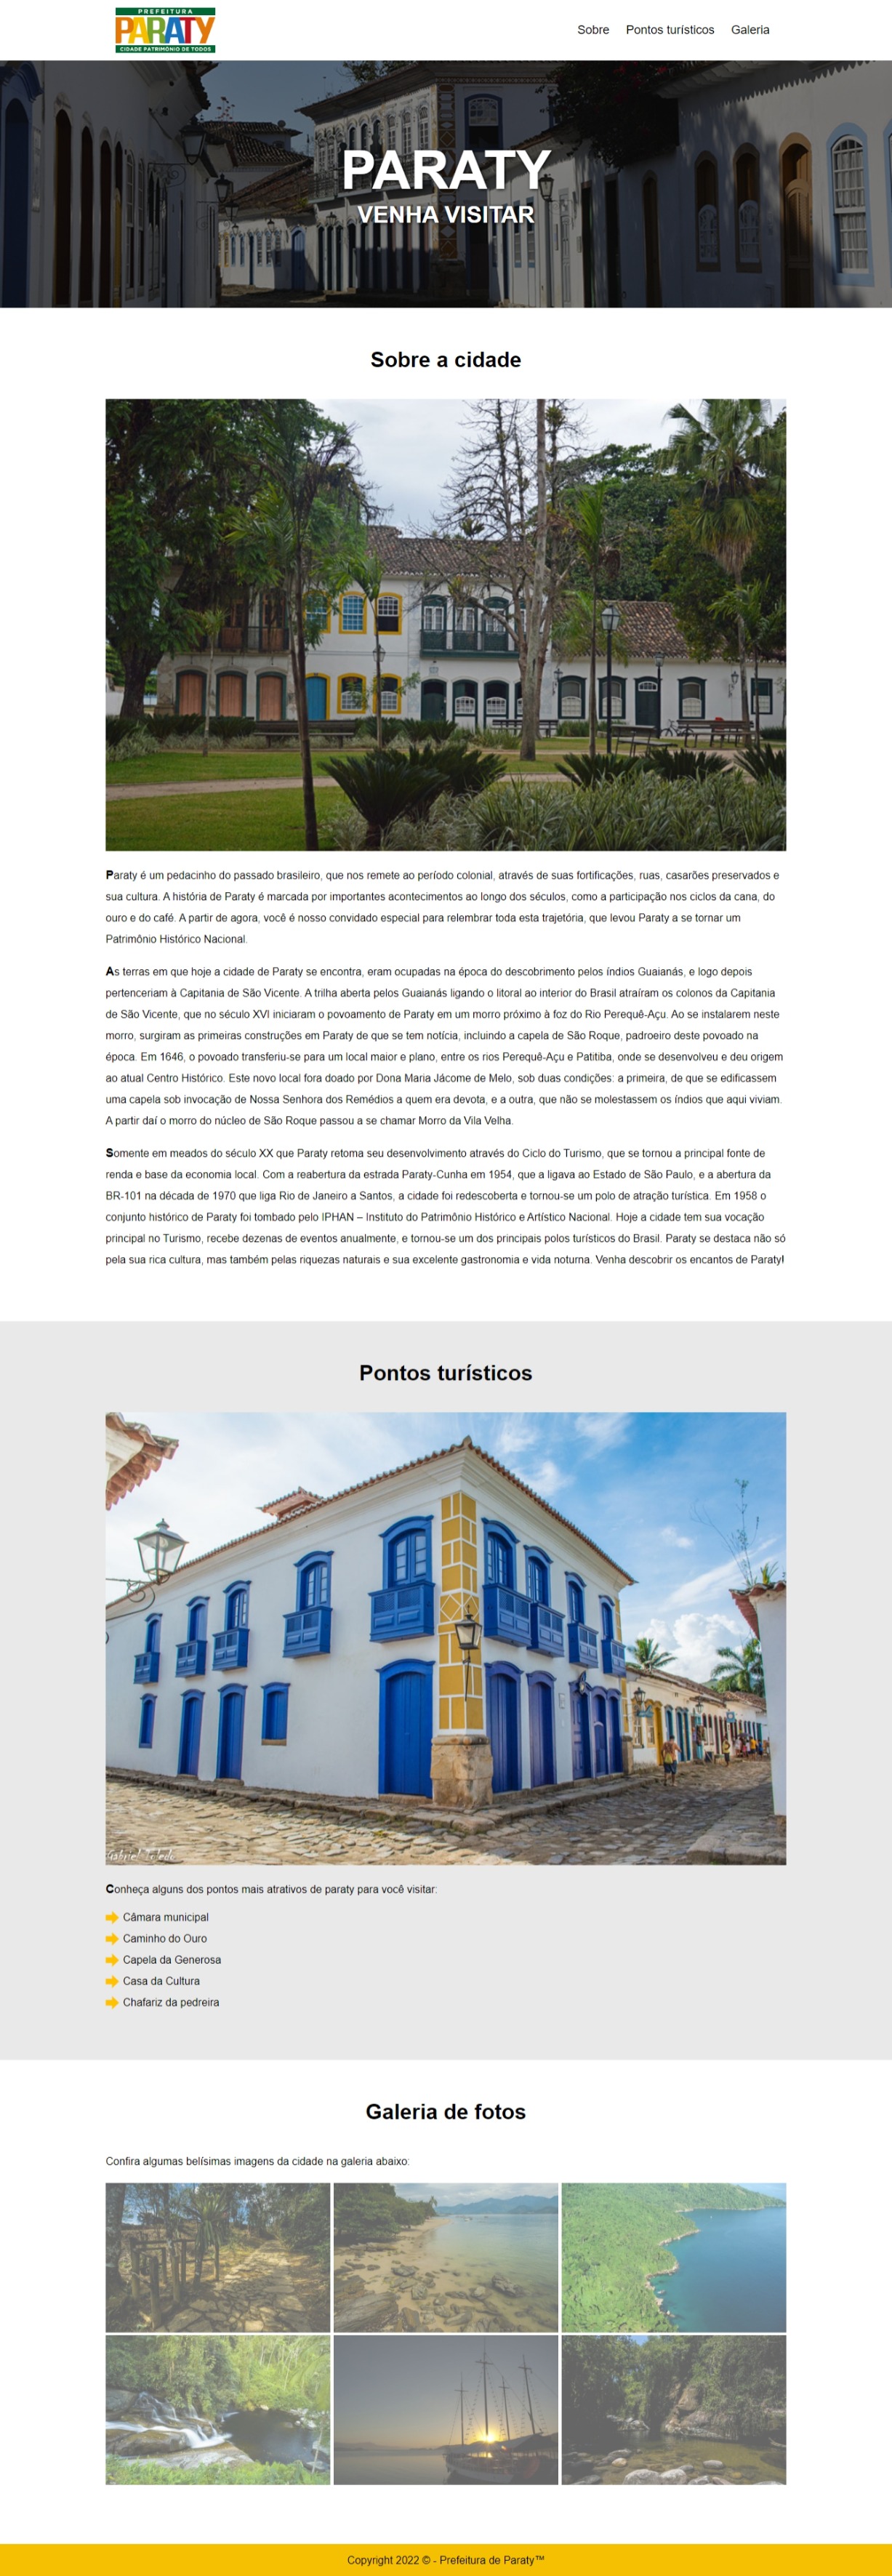 PREFEITURA
PARATY
CIDADE PATRIMÔNIO DE TODOS
Sobre Pontos turísticos Galeria
PARATY
VENHA VISITAR
Sobre a cidade
Paraty é um pedacinho do passado brasileiro, que nos remete ao período colonial, através de suas fortificações, ruas, casarões preservados e
sua cultura. A história de Paraty é marcada por importantes acontecimentos ao longo dos séculos, como a participação nos ciclos da cana, do
ouro e do café. A partir de agora, você é nosso convidado especial para relembrar toda esta trajetória, que levou Paraty a se tornar um
Patrimônio Histórico Nacional.
As terras em que hoje a cidade de Paraty se encontra, eram ocupadas na época do descobrimento pelos índios Guaianás, e logo depois
pertenceriam à Capitania de São Vicente. A trilha aberta pelos Guaianás ligando o litoral ao interior do Brasil atraíram os colonos da Capitania
de São Vicente, que no século XVI iniciaram o povoamento de Paraty em um morro próximo à foz do Rio Perequê-Açu. Ao se instalarem neste
morro, surgiram as primeiras construções em Paraty de que se tem notícia, incluindo a capela de São Roque, padroeiro deste povoado na
época. Em 1646, o povoado transferiu-se para um local maior e plano, entre os rios Perequê-Açu e Patitiba, onde se desenvolveu e deu origem
ao atual Centro Histórico. Este novo local fora doado por Dona Maria Jácome de Melo, sob duas condições: a primeira, de que se edificassem
uma capela sob invocação de Nossa Senhora dos Remédios a quem era devota, e a outra, que não se molestassem os índios que aqui viviam.
A partir daí o morro do núcleo de São Roque passou a se chamar Morro da Vila Velha.
Somente em meados do século XX que Paraty retoma seu desenvolvimento através do Ciclo do Turismo, que se tornou a principal fonte de
renda e base da economia local. Com a reabertura da estrada Paraty-Cunha em 1954, que a ligava ao Estado de São Paulo, e a abertura da
BR-101 na década de 1970 que liga Rio de Janeiro a Santos, a cidade foi redescoberta e tornou-se um polo de atração turística. Em 1958 o
conjunto histórico de Paraty foi tombado pelo IPHAN – Instituto do Patrimônio Histórico e Artístico Nacional. Hoje a cidade tem sua vocação
principal no Turismo, recebe dezenas de eventos anualmente, e tornou-se um dos principais polos turísticos do Brasil. Paraty se destaca não só
pela sua rica cultura, mas também pelas riquezas naturais e sua excelente gastronomia e vida noturna. Venha descobrir os encantos de Paraty!
Pontos turísticos
Gabriel Toledo
Conheça alguns dos pontos mais atrativos de paraty para você visitar:
Câmara municipal
Caminho do Ouro
Capela da Generosa
Casa da Cultura
Chafariz da pedreira
Galeria de fotos
Confira algumas belísimas imagens da cidade na galeria abaixo:
Copyright 2022 © - Prefeitura de Paraty™